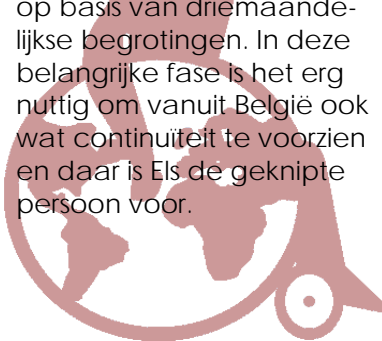 op basis van driemaande-
lijkse begrotingen. In deze
belangrijke fase is het erg
nuttig om vanuit België ook
wat continuïteit te voorzien
en daar is Els de geknipte
persoon voor.